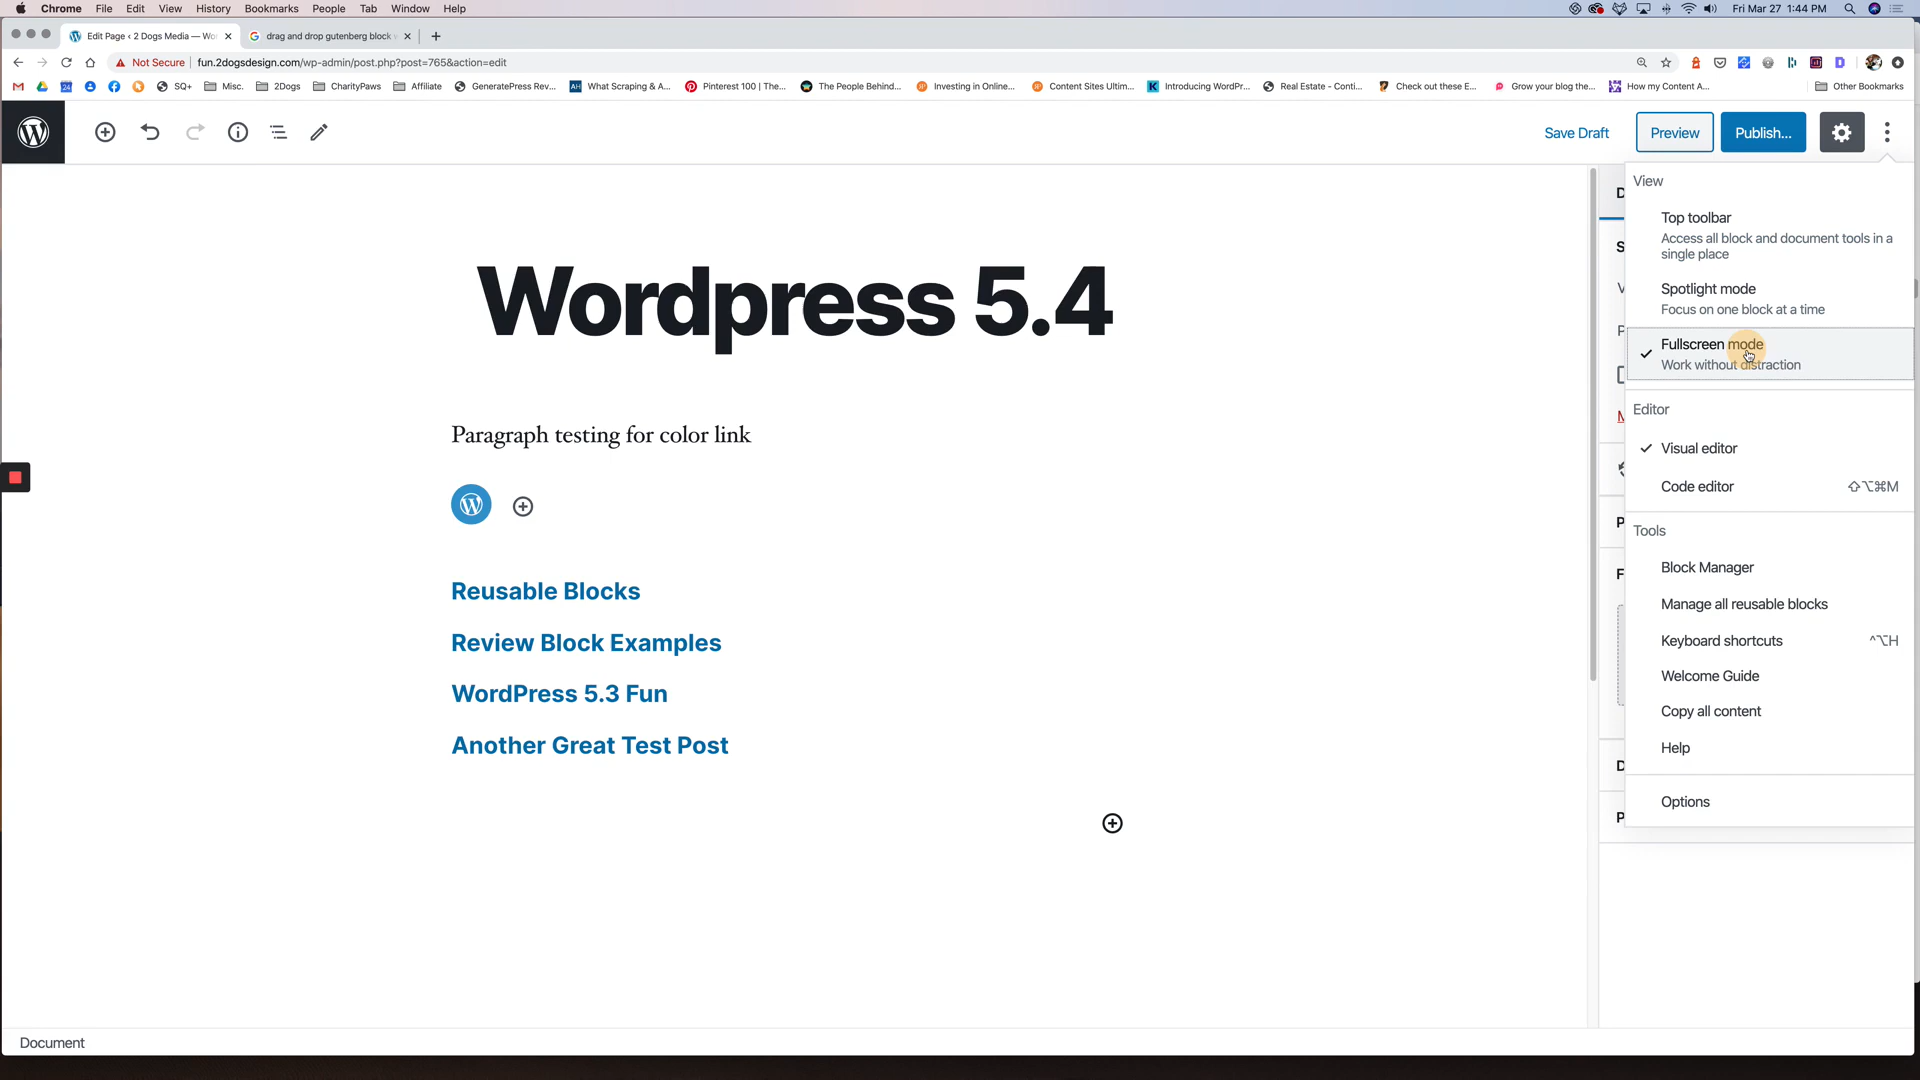 Chrome File Edit View History Bookmarks People Tab Window Help
Fri Mar 27 1:44 PM
Edit Page ‹ 2 Dogs Media — Wor
drag and drop gutenberg block
Not Secure fun.2dogsdesign.com/wp-admin/post.php?post=765&action=edit
SQ+ Misc. 2Dogs CharityPaws Affiliate GeneratePress Rev... What Scraping & A... Pinterest 100 | The... The People Behind... Investing in Online... Content Sites Ultim... Introducing WordPr... Real Estate - Conti... Check out these E... Grow your blog the... How my Content A... Other Bookmarks
Save Draft
Preview
Publish...
View
Top toolbar
Access all block and document tools in a
single place
Spotlight mode
Focus on one block at a time
Fullscreen mode
Work without distraction
Editor
Visual editor
Code editor ⇧⌥⌘M
Tools
Block Manager
Manage all reusable blocks
Keyboard shortcuts ^⌥H
Welcome Guide
Copy all content
Help
Options
Wordpress 5.4
Paragraph testing for color link
Reusable Blocks
Review Block Examples
WordPress 5.3 Fun
Another Great Test Post
Document